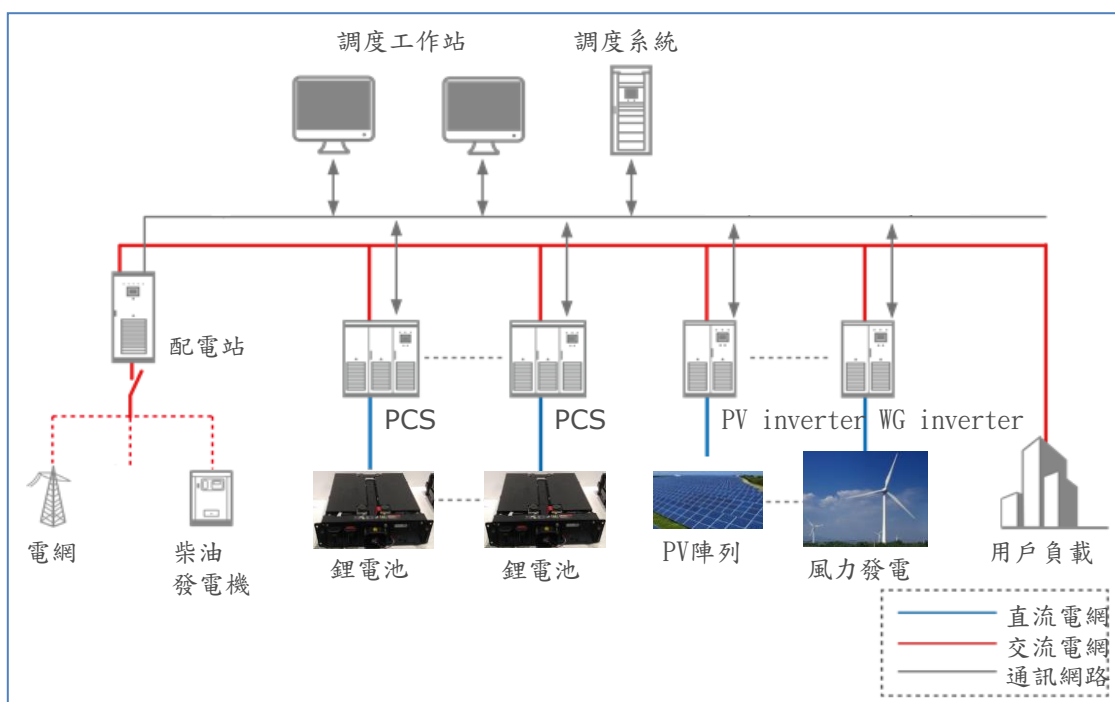 調度工作站
調度系統
配電站
PCS
PCS
PV inverter
WG inverter
電網
柴油
發電機
鋰電池
鋰電池
PV陣列
風力發電
用戶負載
直流電網
交流電網
通訊網路